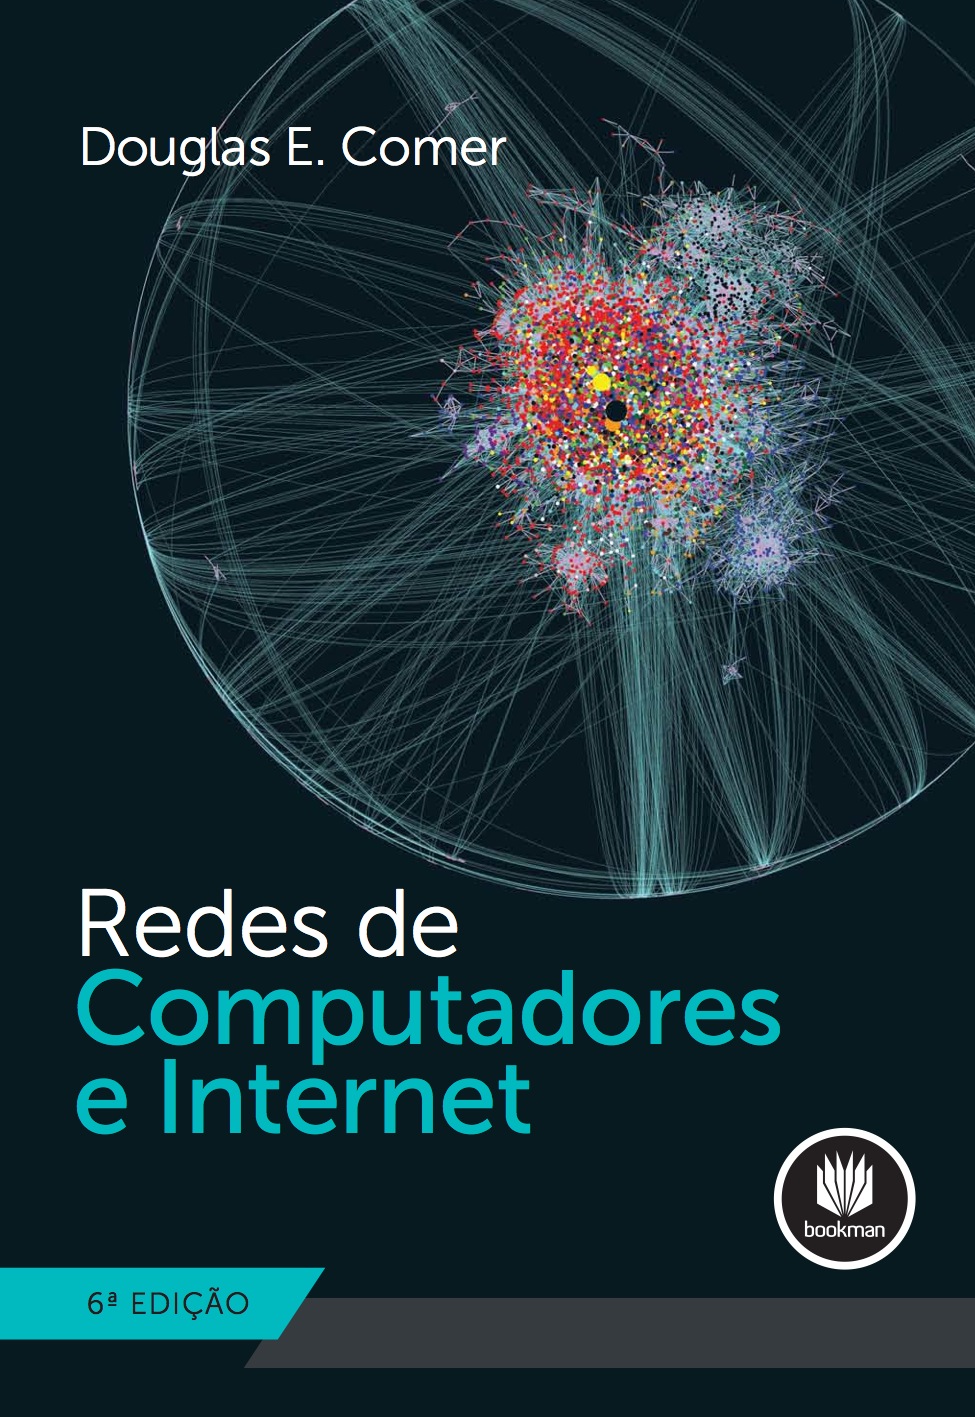 Douglas E. Comer
Redes de
Computadores
e Internet
bookman
6ª EDIÇÃO